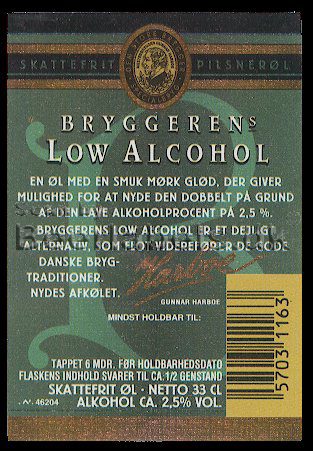 SKATTEFRIT PILSNERØL
BRYGGERENS
LOW ALCOHOL
EN ØL MED EN SMUK MØRK GLØD, DER GIVER
MULIGHED FOR AT NYDE DEN DOBBELT PÅ GRUND
AF DEN LAVE ALKOHOLPROCENT PÅ 2,5 %.
BRYGGERENS LOW ALCOHOL ER ET DEJLIGT
ALTERNATIV, SOM FLOT VIDEREFØRER DE GODE
DANSKE BRYG-
TRADITIONER.
NYDES AFKØLET.
Harboe
GUNNAR HARBOE
MINDST HOLDBAR TIL:
TAPPET 6 MDR. FØR HOLDBARHEDSDATO
FLASKENS INDHOLD SVARER TIL CA. 1/2 GENSTAND
SKATTEFRIT ØL · NETTO 33 CL
ALKOHOL CA. 2,5% VOL.
46204
5703 1163